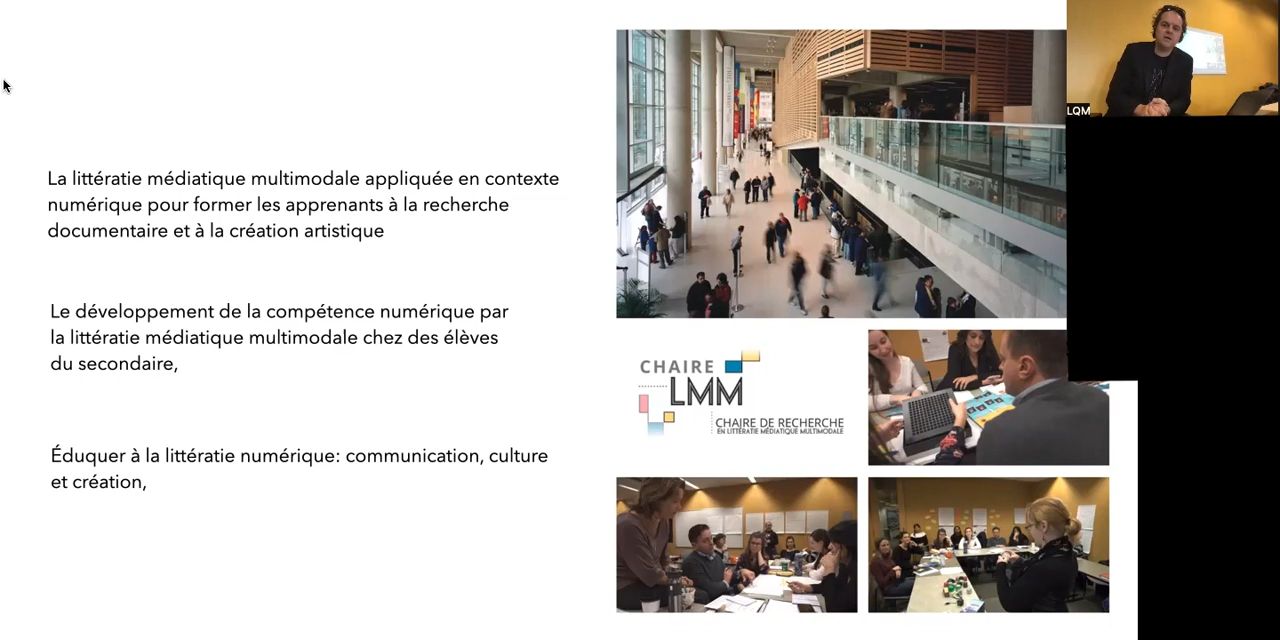 La littératie médiatique multimodale appliquée en contexte
numérique pour former les apprenants à la recherche
documentaire et à la création artistique
Le développement de la compétence numérique par
la littératie médiatique multimodale chez des élèves
du secondaire,
Éduquer à la littératie numérique: communication, culture
et création,
CHAIRE
LMM
CHAIRE DE RECHERCHE
EN LITTÉRATIE MÉDIATIQUE MULTIMODALE
LQM